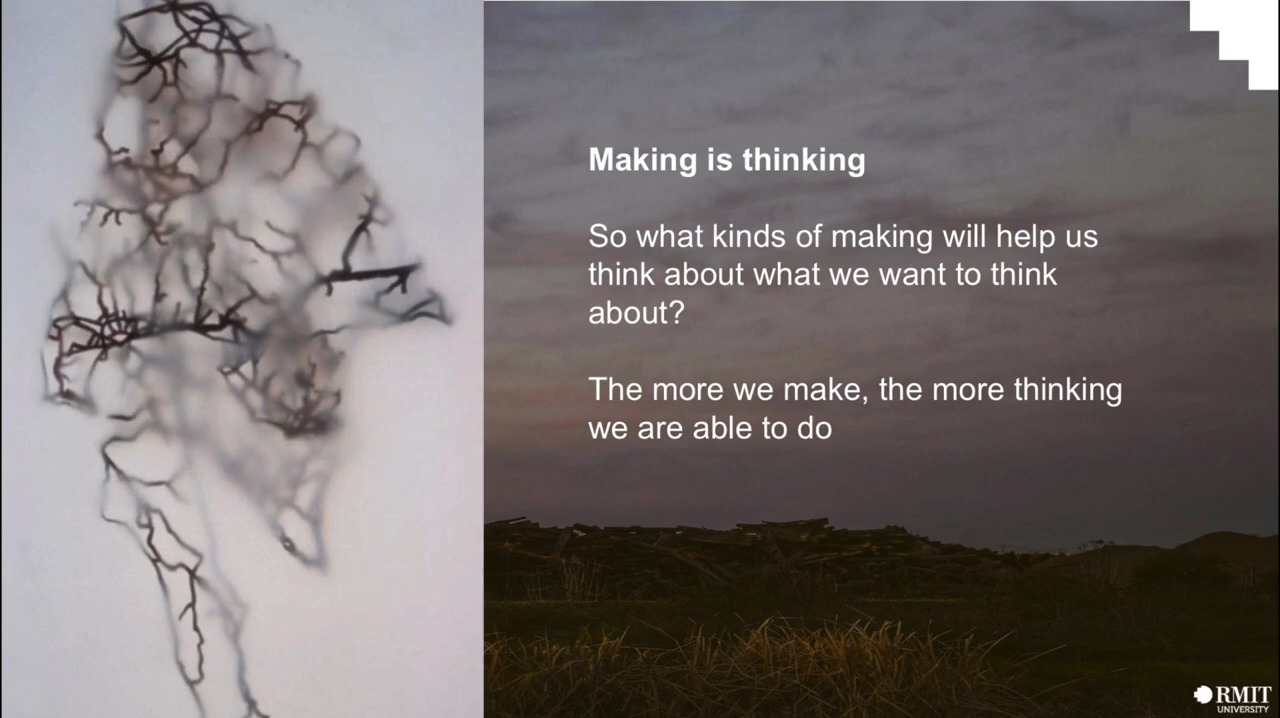 Making is thinking
So what kinds of making will help us
think about what we want to think
about?
The more we make, the more thinking
we are able to do
RMIT
UNIVERSITY